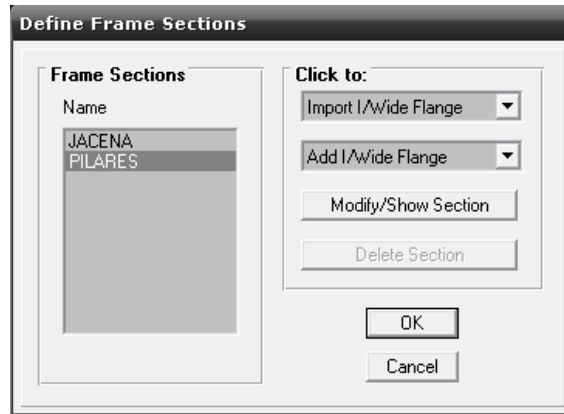 Define Frame Sections
Frame Sections
Name
JACENA
PILARES
Click to:
Import I/Wide Flange
Add I/Wide Flange
Modify/Show Section
Delete Section
OK
Cancel